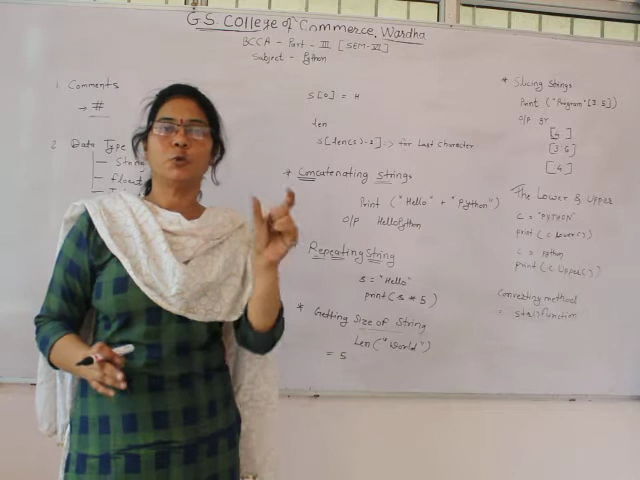 G.S. College of Commerce, Wardha
BCCA - Part - III [SEM-VI]
Subject - Python
1 Comments
→ #
2 Data Type
- String
- float
S[0] = H
len
S[len(s)-1] => for Last Character
* Concatenating Strings
Print ("Hello" + "Python")
O/P HelloPython
Repeating String
s = "Hello"
print(s * 5)
* Getting Size of String
Len("World")
= 5
* Slicing Strings
Print ("Program"[3:5])
O/P gr
[3:5]
The Lower & Upper
c = "PYTHON"
print(c.lower())
c = python
print(c.Upper())
Converting method
= str() function